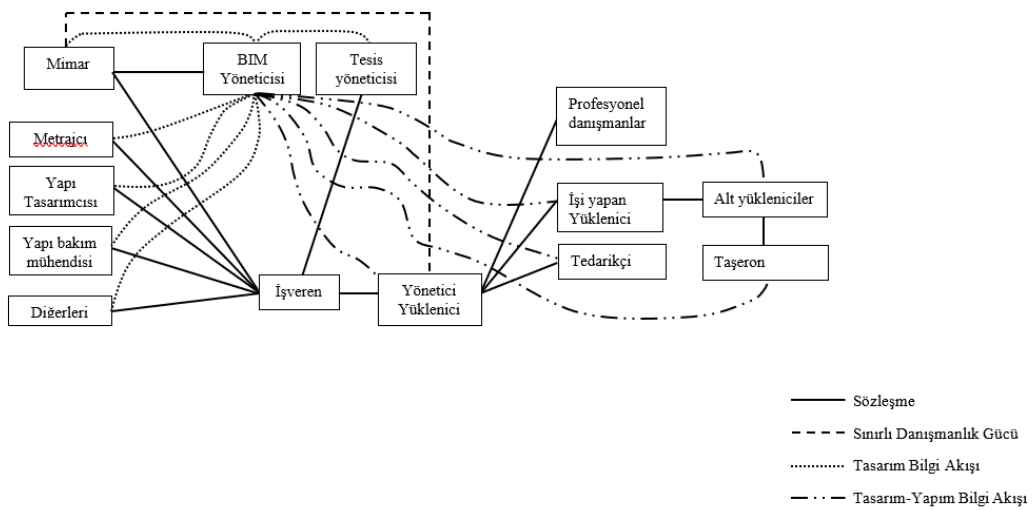 Mimar
BIM
Yöneticisi
Tesis
yöneticisi
Metrajcı
Yapı
Tasarımcısı
Yapı bakım
mühendisi
Diğerleri
İşveren
Yönetici
Yüklenici
Profesyonel
danışmanlar
İşi yapan
Yüklenici
Tedarikçi
Alt yükleniciler
Taşeron
Sözleşme
Sınırlı Danışmanlık Gücü
Tasarım Bilgi Akışı
Tasarım-Yapım Bilgi Akışı